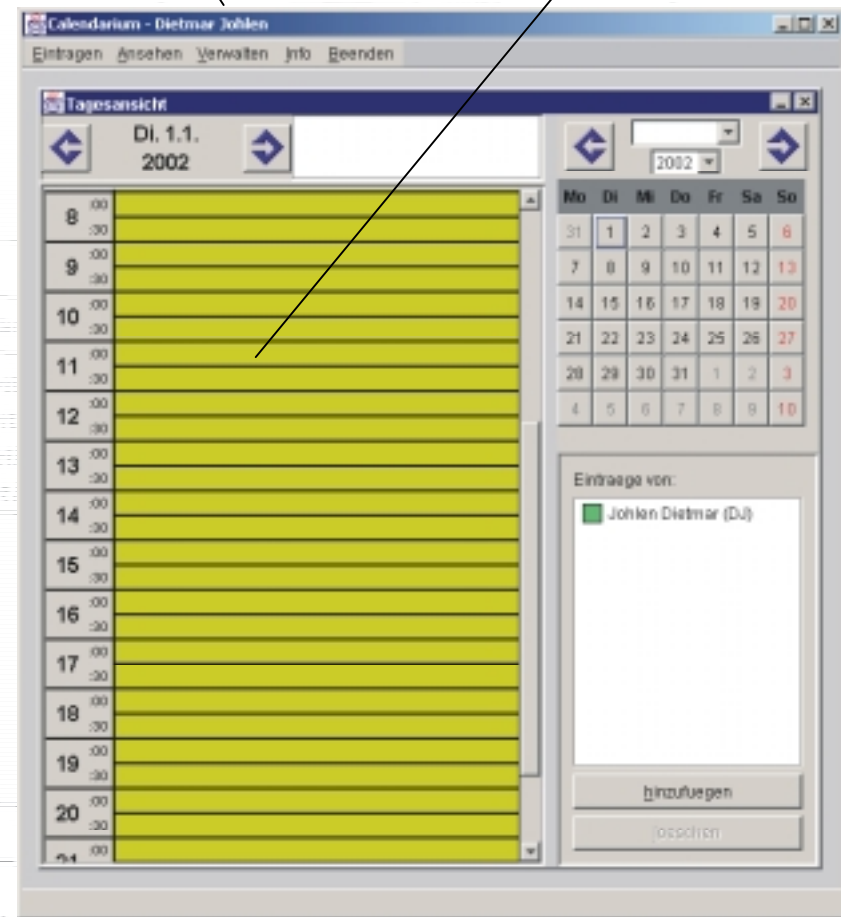 Calendarium - Dietmar Johlen
Eintragen Ansehen Verwalten Info Beenden
Tagesansicht
Di. 1.1.
2002
2002
Mo Di Mi Do Fr Sa So
31 1 2 3 4 5 6
7 8 9 10 11 12 13
14 15 16 17 18 19 20
21 22 23 24 25 26 27
28 29 30 31 1 2 3
4 5 6 7 8 9 10
8 :00
:30
9 :00
:30
10 :00
:30
11 :00
:30
12 :00
:30
13 :00
:30
14 :00
:30
15 :00
:30
16 :00
:30
17 :00
:30
18 :00
:30
19 :00
:30
20 :00
:30
21 :00
Eintraege von:
Johlen Dietmar (DJ)
hinzufuegen
loeschen